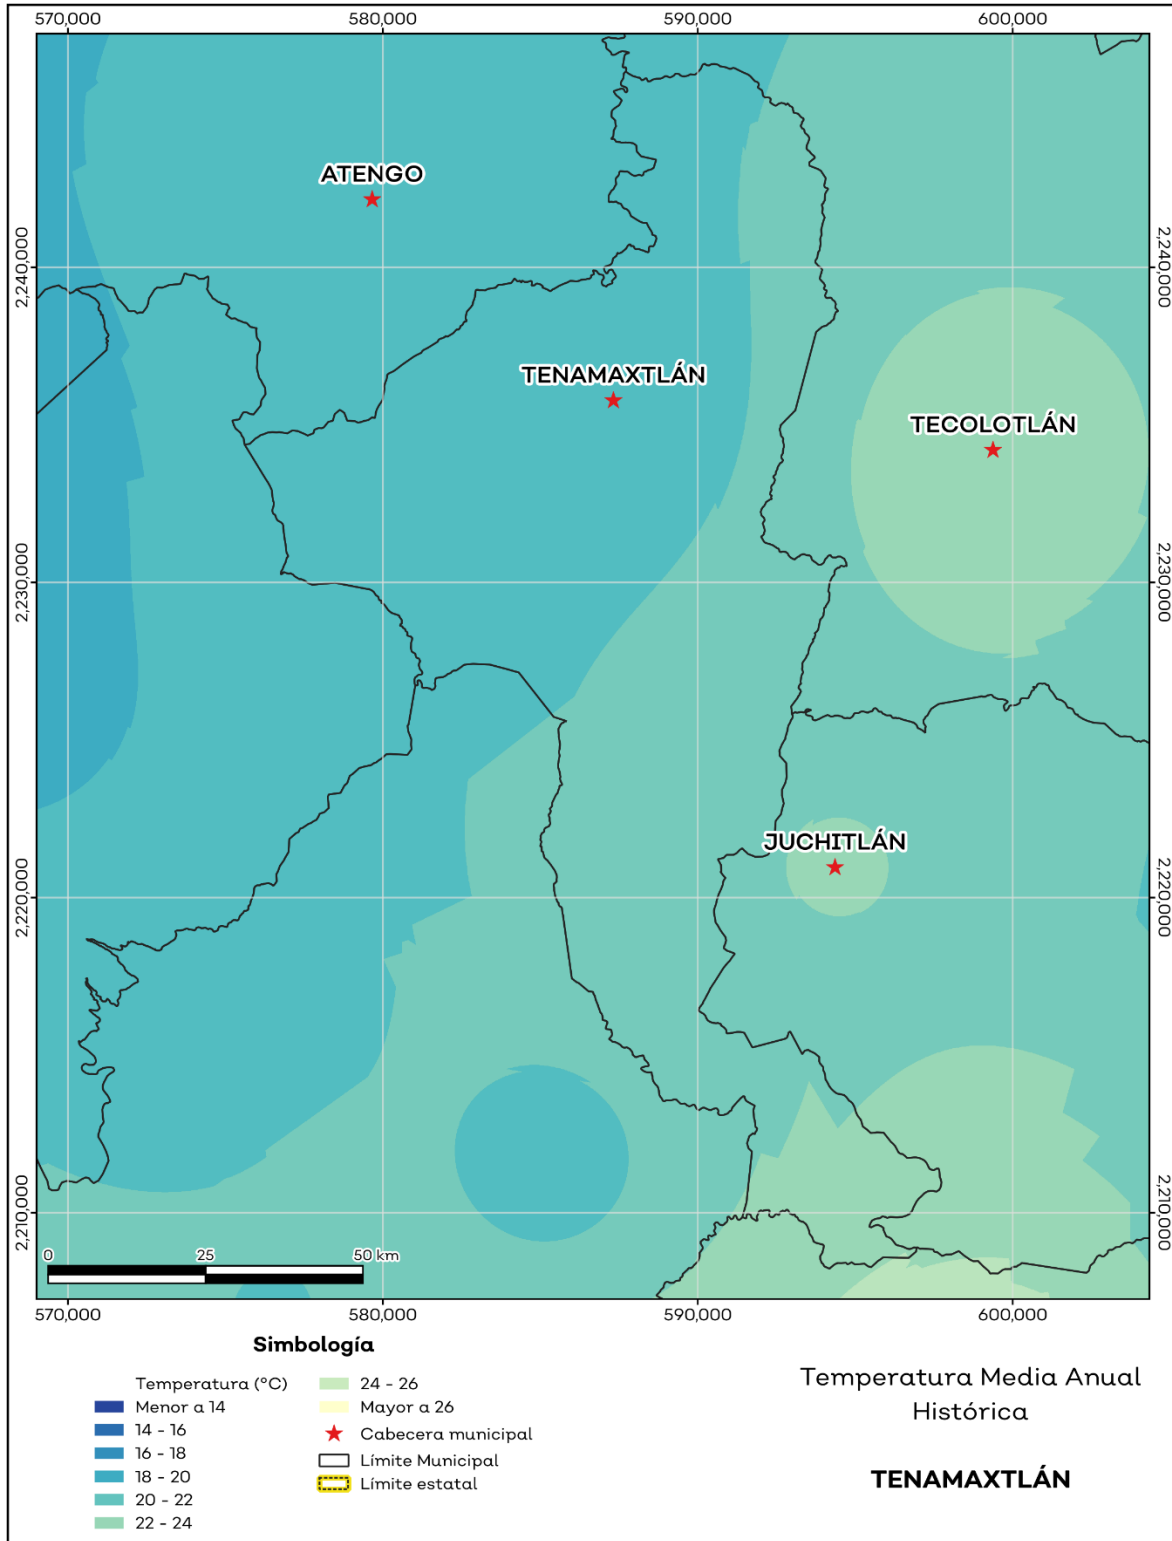 570,000 580,000 590,000 600,000
2,240,000 2,240,000
2,230,000 2,230,000
2,220,000 2,220,000
2,210,000 2,210,000
ATENGO
TENAMAXTLÁN
TECOLOTLÁN
JUCHITLÁN
0 25 50 km
570,000 580,000 590,000 600,000
Simbología
Temperatura (°C)
Menor a 14
14 - 16
16 - 18
18 - 20
20 - 22
22 - 24
24 - 26
Mayor a 26
Cabecera municipal
Límite Municipal
Límite estatal
Temperatura Media Anual
Histórica
TENAMAXTLÁN